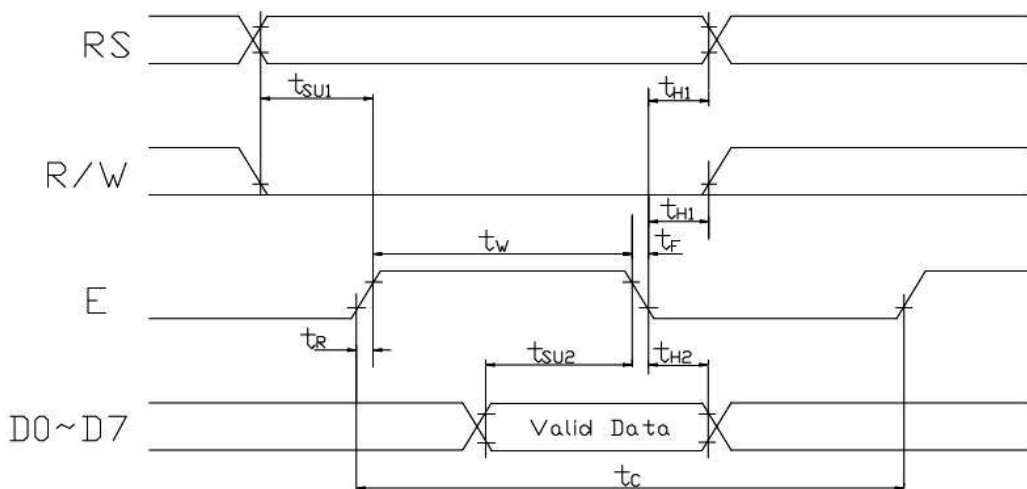 RS
tSU1
tH1
R/W
tH1
tW
tF
E
tR
tSU2
tH2
D0~D7
Valid Data
tC